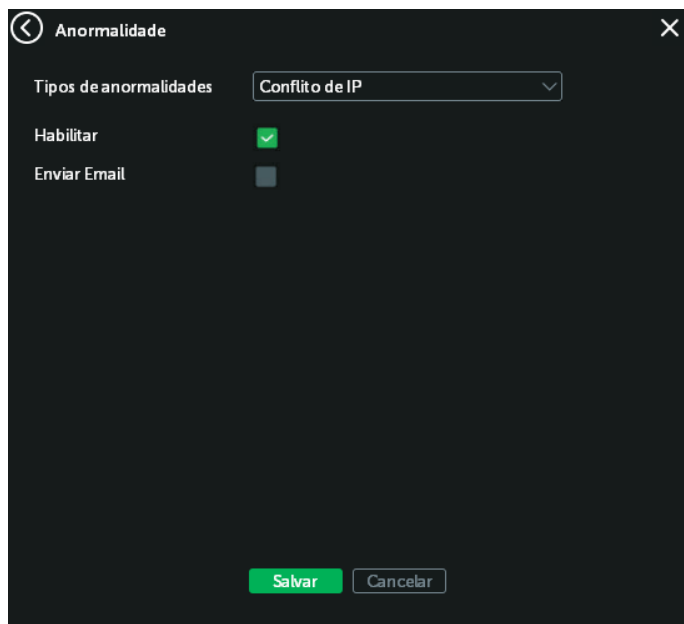 Anormalidade
Tipos de anormalidades Conflito de IP
Habilitar
Enviar Email
Salvar Cancelar